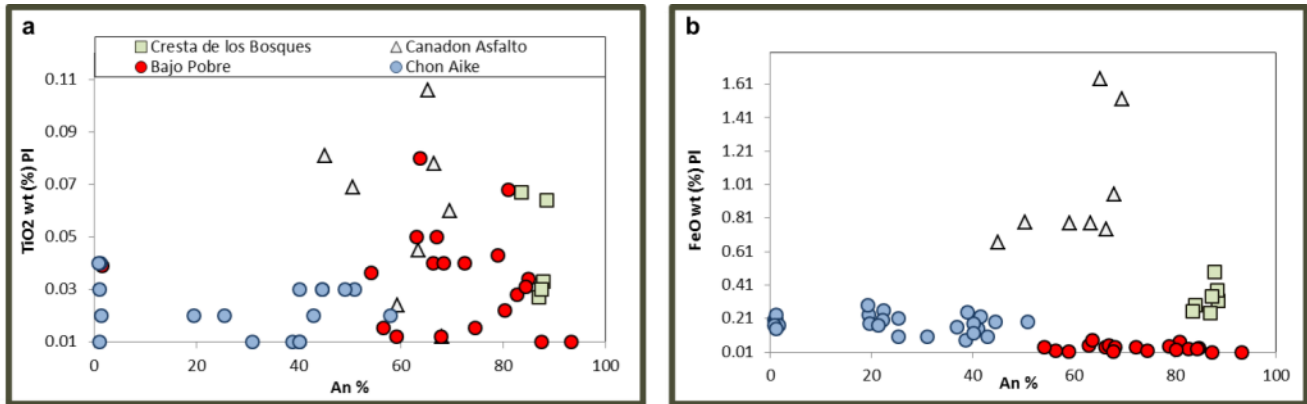 a
Cresta de los Bosques Canadon Asfalto
Bajo Pobre Chon Aike
TiO2 wt (%) Pl
0.11
0.09
0.07
0.05
0.03
0.01
0 20 40 60 80 100
An %
b
FeO wt (%) Pl
1.61
1.41
1.21
1.01
0.81
0.61
0.41
0.21
0.01
0 20 40 60 80 100
An %